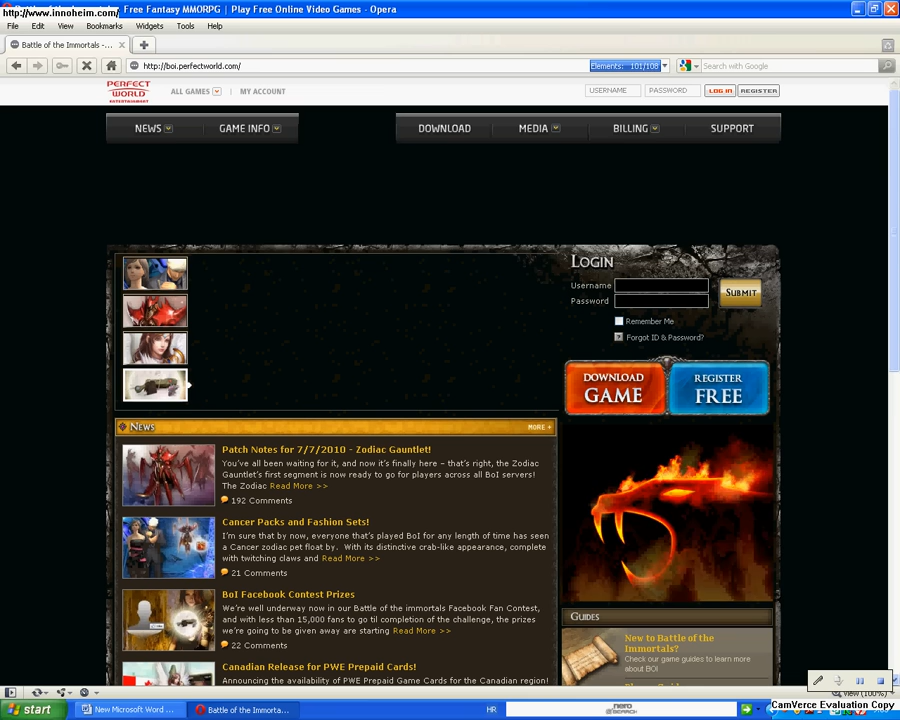 http://www.innoheim.com/
Free Fantasy MMORPG | Play Free Online Video Games - Opera
File Edit View Bookmarks Widgets Tools Help
Battle of the Immortals -...
http://boi.perfectworld.com/
Elements: 101/108
Search with Google
PERFECT WORLD ENTERTAINMENT
ALL GAMES | MY ACCOUNT
USERNAME PASSWORD LOG IN REGISTER
NEWS GAME INFO DOWNLOAD MEDIA BILLING SUPPORT
LOGIN
Username
Password
SUBMIT
Remember Me
Forgot ID & Password?
DOWNLOAD GAME
REGISTER FREE
NEWS
MORE +
Patch Notes for 7/7/2010 - Zodiac Gauntlet!
You've all been waiting for it, and now it's finally here – that's right, the Zodiac
Gauntlet's first segment is now ready to go for players across all BoI servers!
The Zodiac Read More >>
192 Comments
Cancer Packs and Fashion Sets!
I'm sure that by now, everyone that's played BoI for any length of time has seen
a Cancer zodiac pet float by. With its distinctive crab-like appearance, complete
with twitching claws and Read More >>
21 Comments
BoI Facebook Contest Prizes
We're well underway now in our Battle of the immortals Facebook Fan Contest,
and with less than 15,000 fans to go til completion of the challenge, the prizes
we're going to be given away are starting Read More >>
22 Comments
Canadian Release for PWE Prepaid Cards!
Announcing the availability of PWE Prepaid Game Cards for the Canadian region!
GUIDES
New to Battle of the
Immortals?
Check our game guides to learn more
about BOI
View (100%)
CamVerce Evaluation Copy
start
New Microsoft Word ...
Battle of the Immorta...
HR
nero
SEARCH